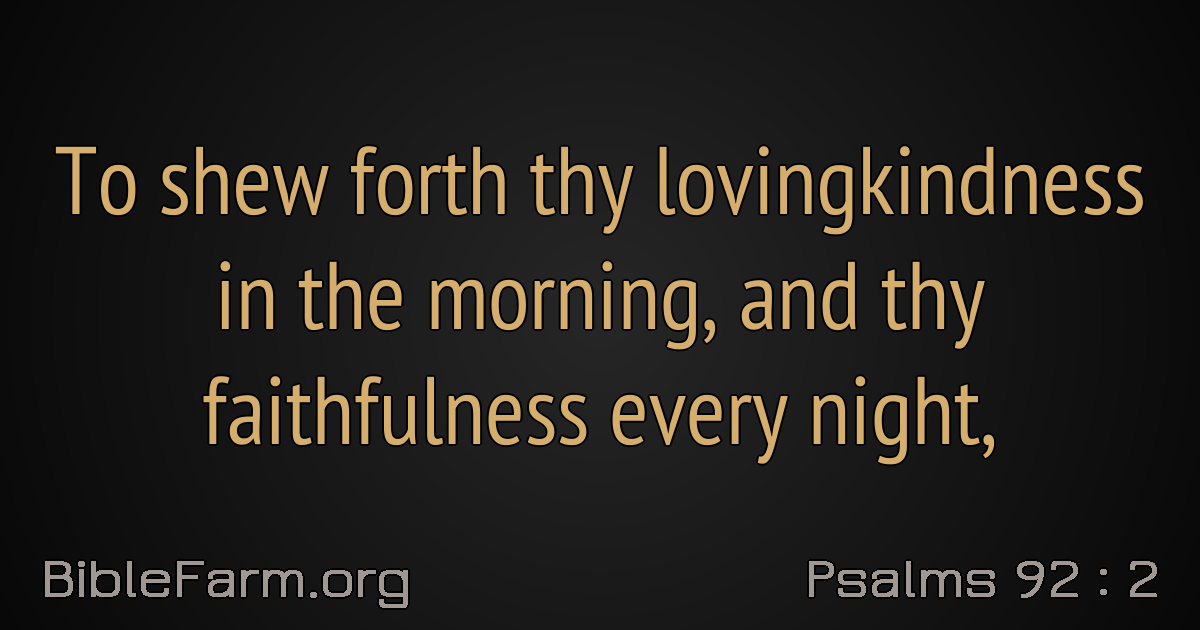 To shew forth thy lovingkindness
in the morning, and thy
faithfulness every night,
BibleFarm.org
Psalms 92 : 2